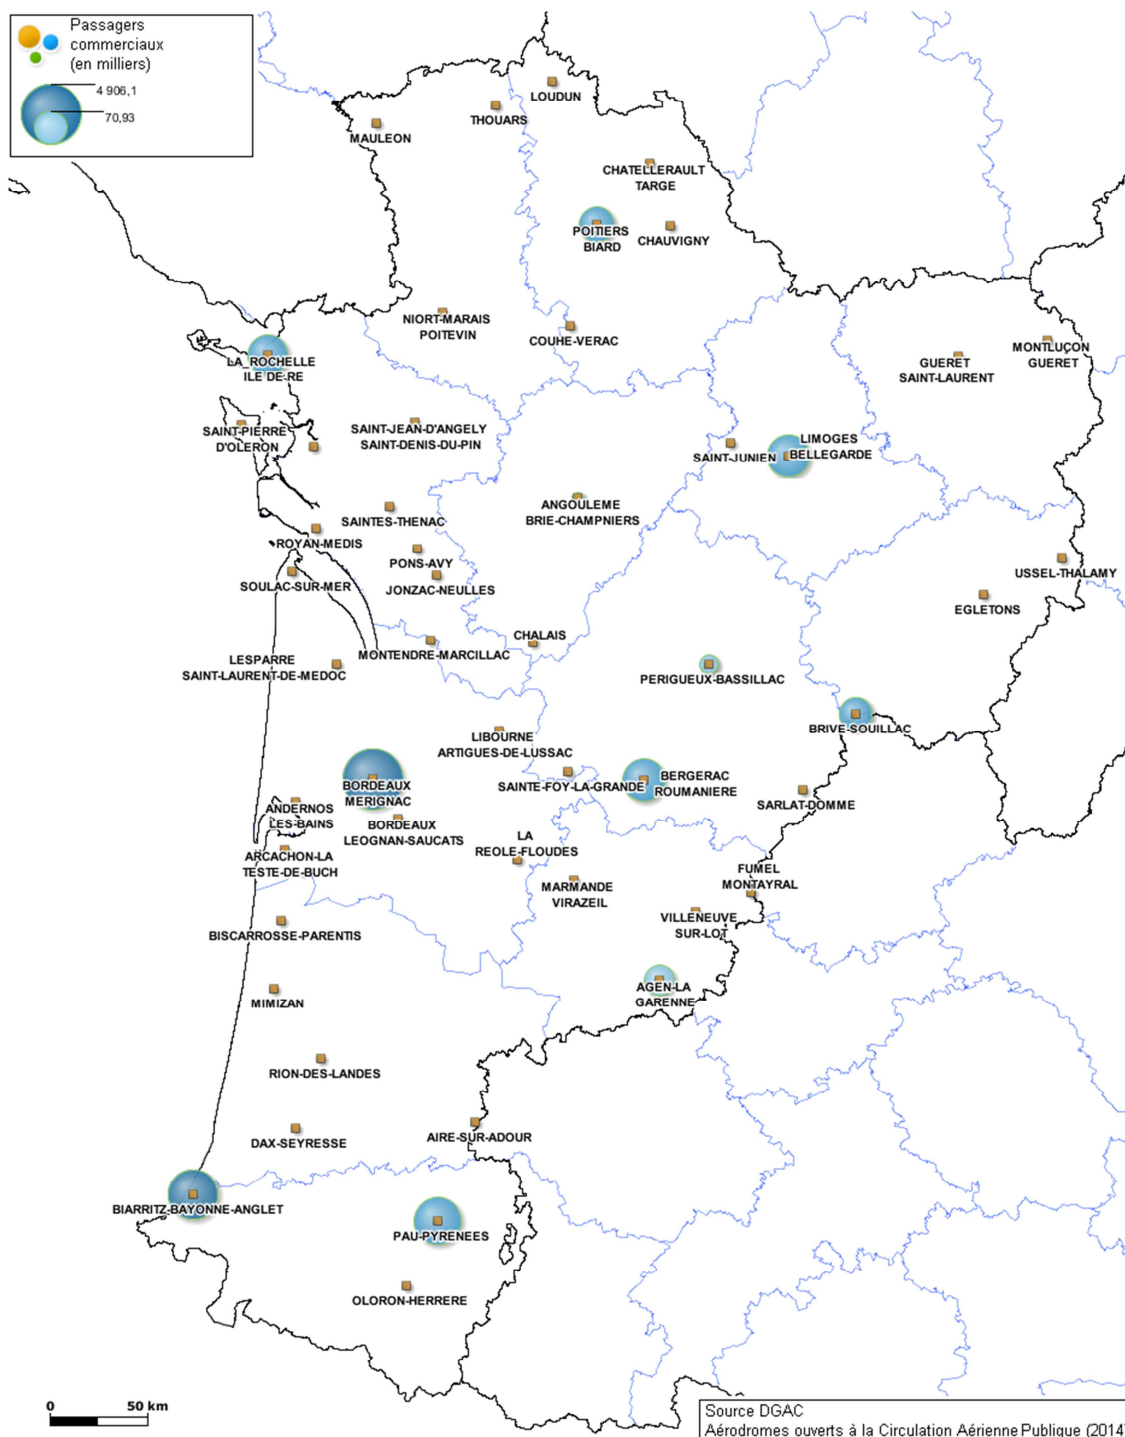 Passagers
commerciaux
(en milliers)
4 906,1
70,93
LOUDUN
THOUARS
MAULEON
CHATELLERAULT
TARGE
POITIERS
BIARD
CHAUVIGNY
NIORT-MARAIS
POITEVIN
COUHE-VERAC
LA_ROCHELLE
ILE DE-RE
MONTLUÇON
GUERET
GUERET
SAINT-LAURENT
SAINT-PIERRE
D'OLERON
SAINT-JEAN-D'ANGELY
SAINT-DENIS-DU-PIN
LIMOGES
BELLEGARDE
SAINT-JUNIEN
ANGOULEME
BRIE-CHAMPNIERS
SAINTES-THENAC
ROYAN-MEDIS
PONS-AVY
SOULAC-SUR-MER
JONZAC-NEULLES
USSEL-THALAMY
EGLETONS
CHALAIS
MONTENDRE-MARCILLAC
LESPARRE
SAINT-LAURENT-DE-MEDOC
PERIGUEUX-BASSILLAC
BRIVE-SOUILLAC
LIBOURNE
ARTIGUES-DE-LUSSAC
BORDEAUX
MERIGNAC
SAINTE-FOY-LA-GRANDE
BERGERAC
ROUMANIERE
SARLAT-DOMME
ANDERNOS
LES-BAINS
BORDEAUX
LEOGNAN-SAUCATS
LA
REOLE-FLOUDES
ARCACHON-LA
TESTE-DE-BUCH
FUMEL
MONTAYRAL
MARMANDE
VIRAZEIL
VILLENEUVE
SUR-LOT
BISCARROSSE-PARENTIS
AGEN-LA
GARENNE
MIMIZAN
RION-DES-LANDES
DAX-SEYRESSE
AIRE-SUR-ADOUR
BIARRITZ-BAYONNE-ANGLET
PAU-PYRENEES
OLORON-HERRERE
0 50 km
Source DGAC
Aérodromes ouverts à la Circulation Aérienne Publique (2014)